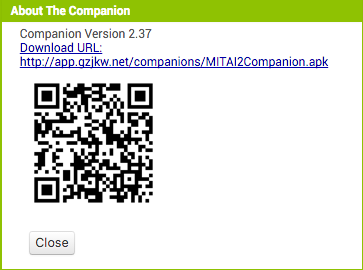 About The Companion
Companion Version 2.37
Download URL:
http://app.gzjkw.net/companions/MITAI2Companion.apk
Close